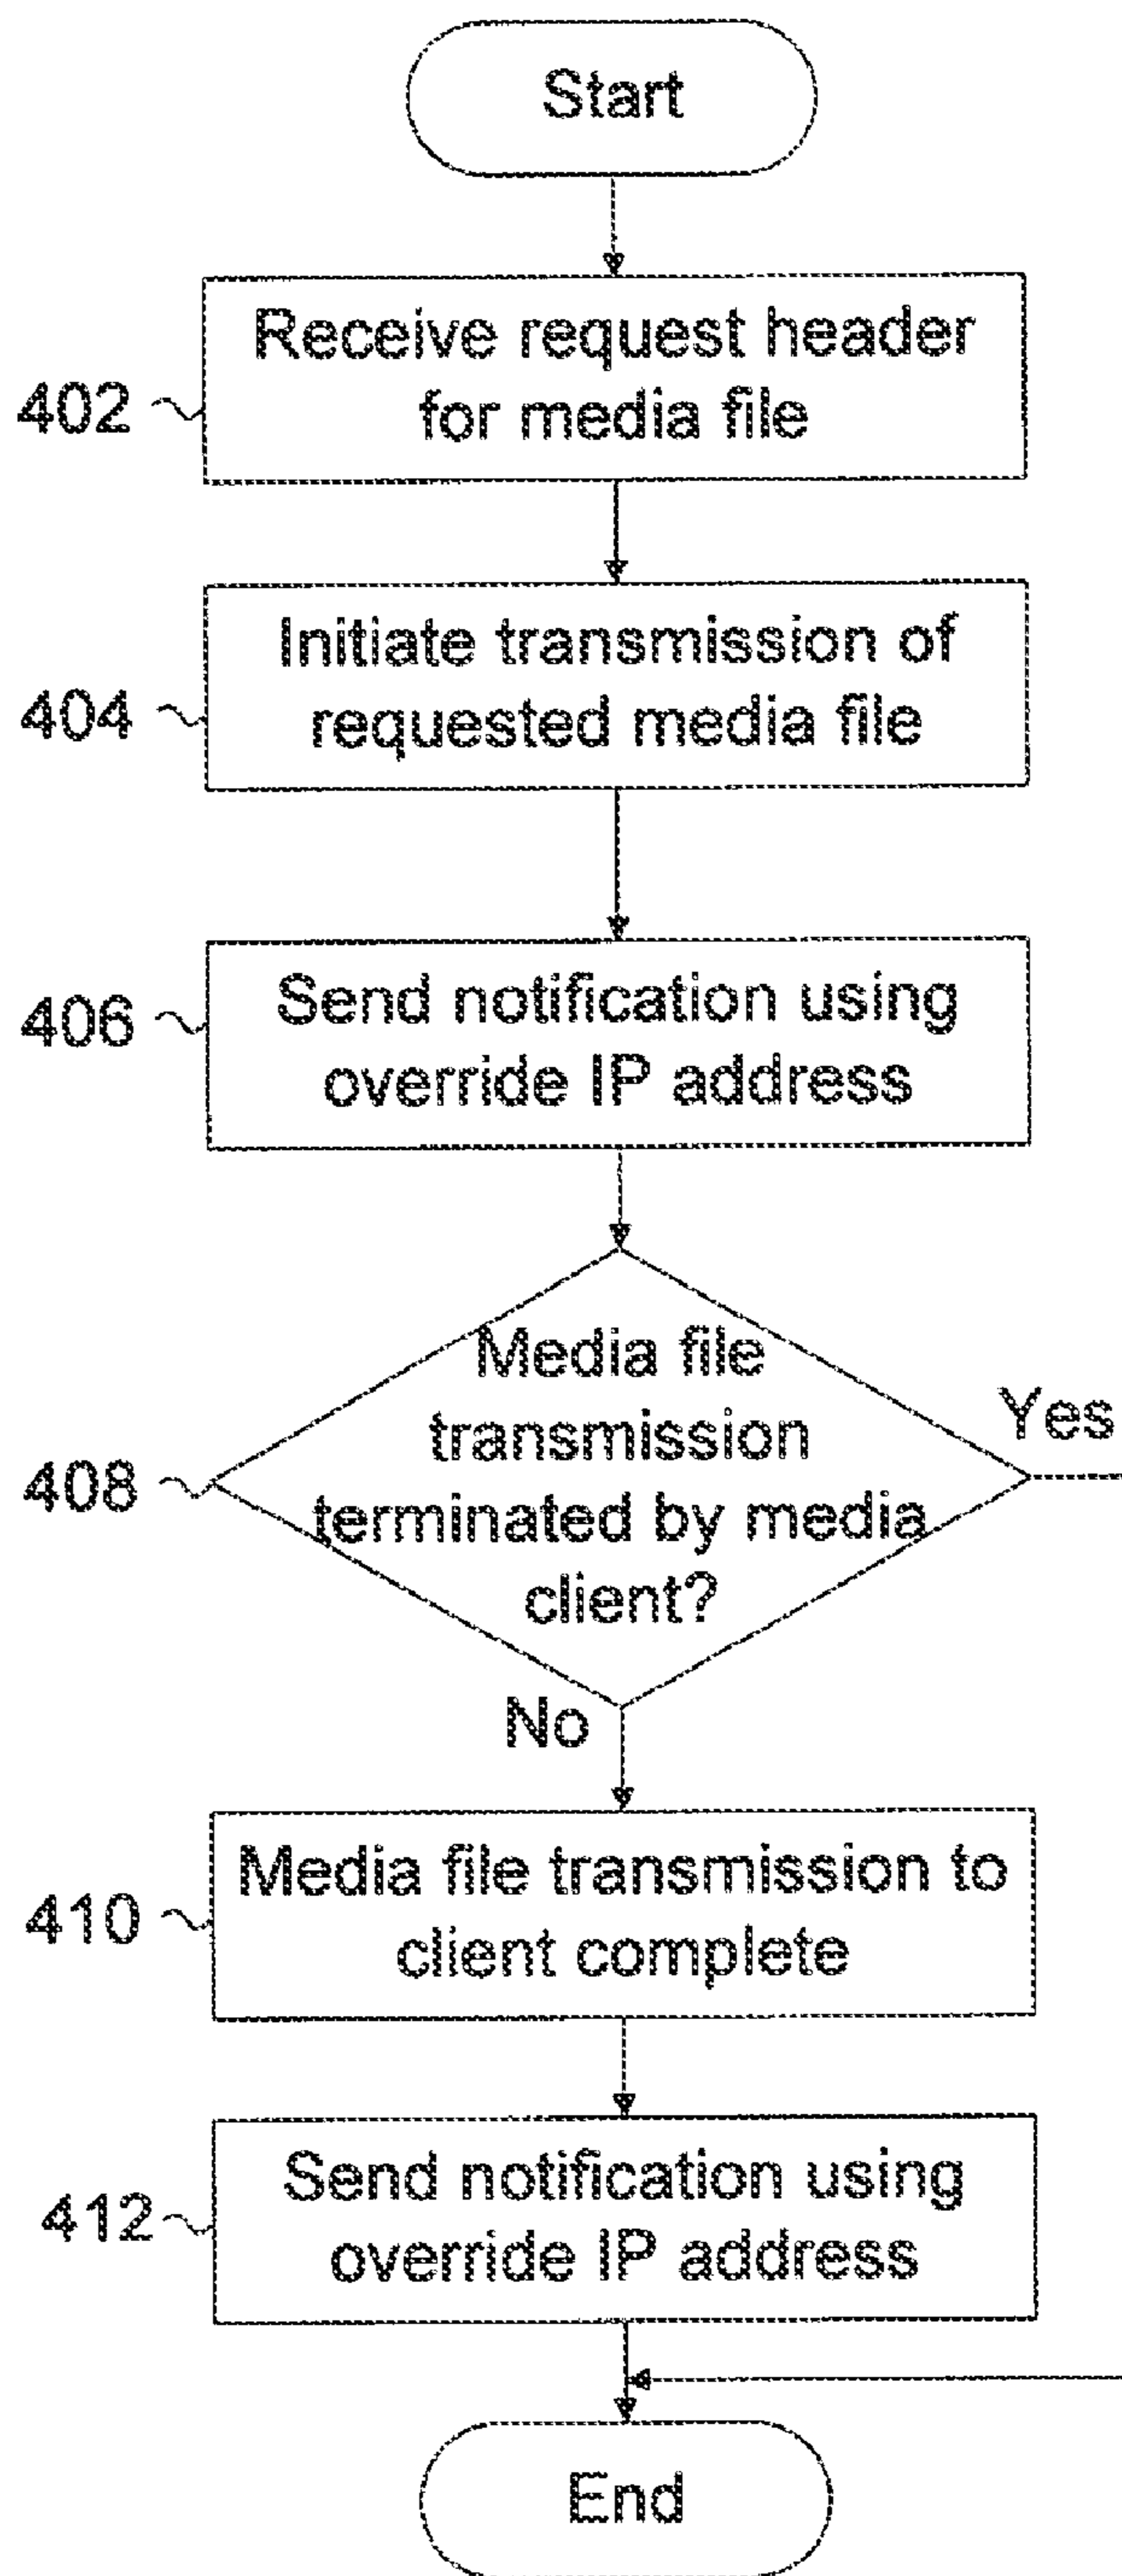 Start
Receive request header
for media file
402
Initiate transmission of
requested media file
404
Send notification using
override IP address
406
Media file
transmission
terminated by media
client?
408
Yes
No
Media file transmission to
client complete
410
Send notification using
override IP address
412
End